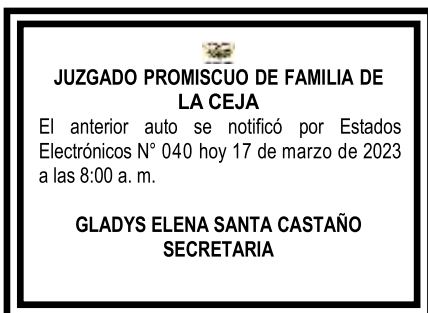 JUZGADO PROMISCUO DE FAMILIA DE
LA CEJA
El anterior auto se notificó por Estados
Electrónicos N° 040 hoy 17 de marzo de 2023
a las 8:00 a. m.
GLADYS ELENA SANTA CASTAÑO
SECRETARIA